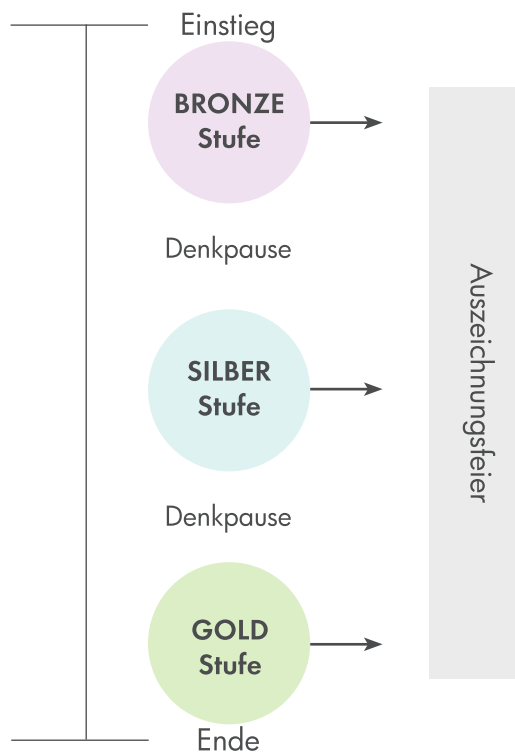 Einstieg
BRONZE
Stufe
Denkpause
SILBER
Stufe
Denkpause
GOLD
Stufe
Ende
Auszeichnungsfeier